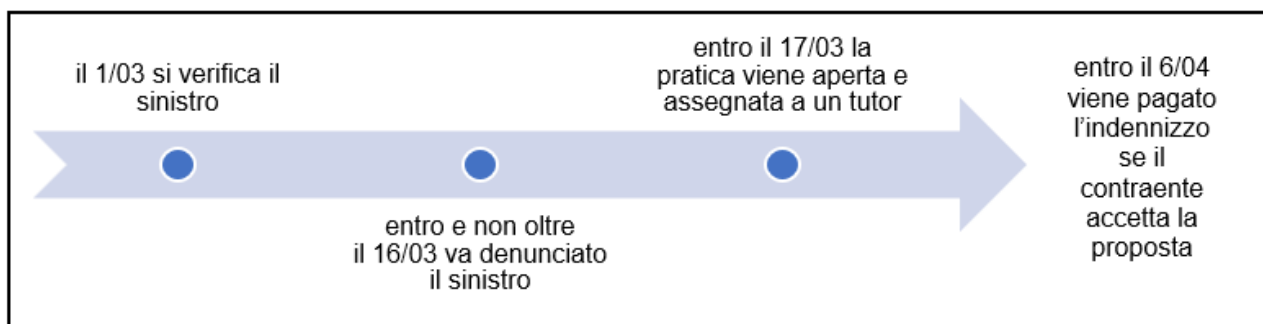 il 1/03 si verifica il
sinistro
entro e non oltre
il 16/03 va denunciato
il sinistro
entro il 17/03 la
pratica viene aperta e
assegnata a un tutor
entro il 6/04
viene pagato
l'indennizzo
se il
contraente
accetta la
proposta